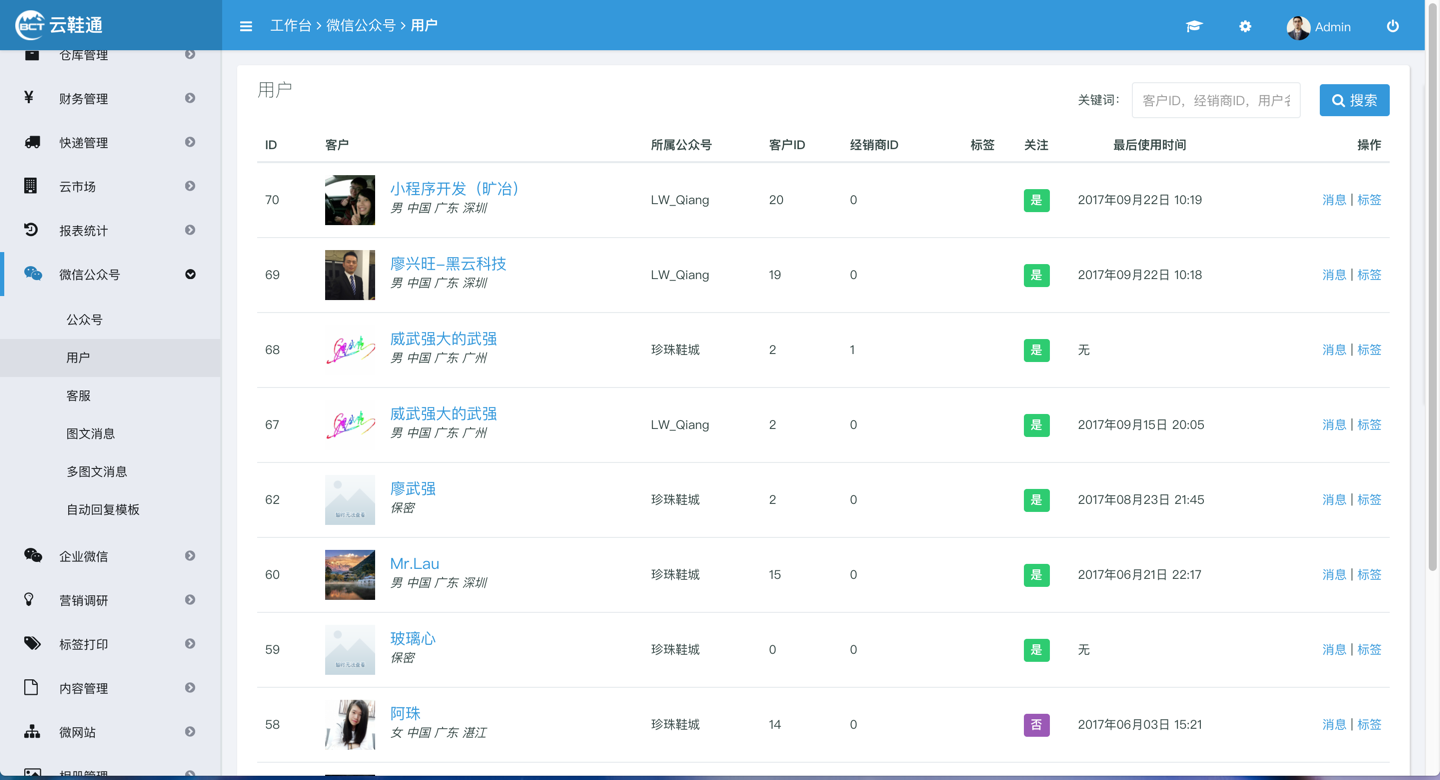 BCT 云鞋通
工作台 › 微信公众号 › 用户
Admin
仓库管理
财务管理
快递管理
云市场
报表统计
微信公众号
公众号
用户
客服
图文消息
多图文消息
自动回复模板
企业微信
营销调研
标签打印
内容管理
微网站
相册管理
用户
关键词: 客户ID，经销商ID，用户名 搜索
ID 客户 所属公众号 客户ID 经销商ID 标签 关注 最后使用时间 操作
70 小程序开发（旷冶） LW_Qiang 20 0 是 2017年09月22日 10:19 消息 | 标签
男 中国 广东 深圳
69 廖兴旺-黑云科技 LW_Qiang 19 0 是 2017年09月22日 10:18 消息 | 标签
男 中国 广东 深圳
68 威武强大的武强 珍珠鞋城 2 1 是 无 消息 | 标签
男 中国 广东 广州
67 威武强大的武强 LW_Qiang 2 0 是 2017年09月15日 20:05 消息 | 标签
男 中国 广东 广州
62 廖武强 珍珠鞋城 2 0 是 2017年08月23日 21:45 消息 | 标签
保密
60 Mr.Lau 珍珠鞋城 15 0 是 2017年06月21日 22:17 消息 | 标签
男 中国 广东 深圳
59 玻璃心 珍珠鞋城 0 0 是 无 消息 | 标签
保密
58 阿珠 珍珠鞋城 14 0 否 2017年06月03日 15:21 消息 | 标签
女 中国 广东 湛江